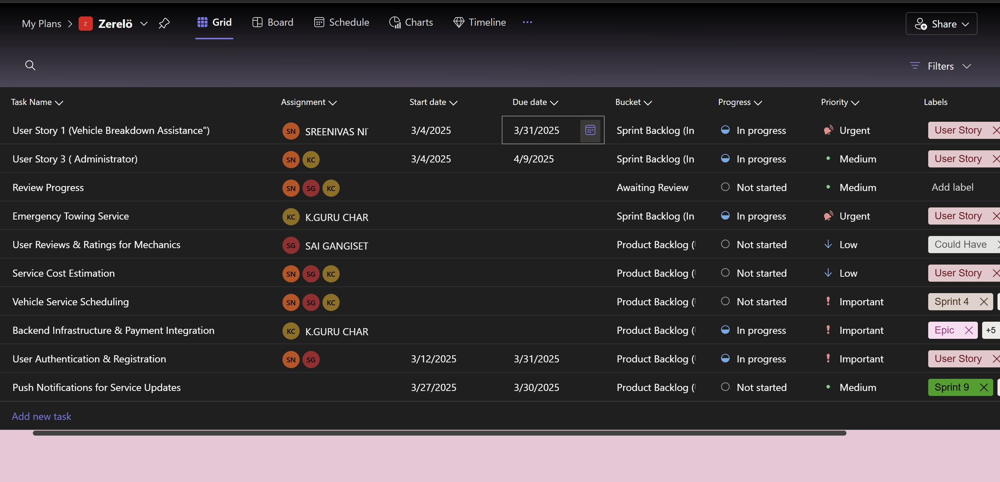 My Plans > z Zerelö Grid Board Schedule Charts Timeline ... Share
Filters
Task Name Assignment Start date Due date Bucket Progress Priority Labels
User Story 1 (Vehicle Breakdown Assistance") SN SREENIVAS 3/4/2025 3/31/2025 Sprint Backlog (In In progress Urgent User Story
User Story 3 ( Administrator) SN KC 3/4/2025 4/9/2025 Sprint Backlog (In In progress Medium User Story
Review Progress SN SG KC Awaiting Review Not started Medium Add label
Emergency Towing Service KC K.GURU CHAR Sprint Backlog (In In progress Urgent User Story
User Reviews & Ratings for Mechanics SG SAI GANGISET Product Backlog ( Not started Low Could Have
Service Cost Estimation SN SG KC Product Backlog ( Not started Low User Story
Vehicle Service Scheduling SN SG KC Product Backlog ( Not started Important Sprint 4
Backend Infrastructure & Payment Integration KC K.GURU CHAR Product Backlog ( In progress Important Epic +5
User Authentication & Registration SN SG 3/12/2025 3/31/2025 Product Backlog ( In progress Important User Story
Push Notifications for Service Updates 3/27/2025 3/30/2025 Product Backlog ( Not started Medium Sprint 9
Add new task